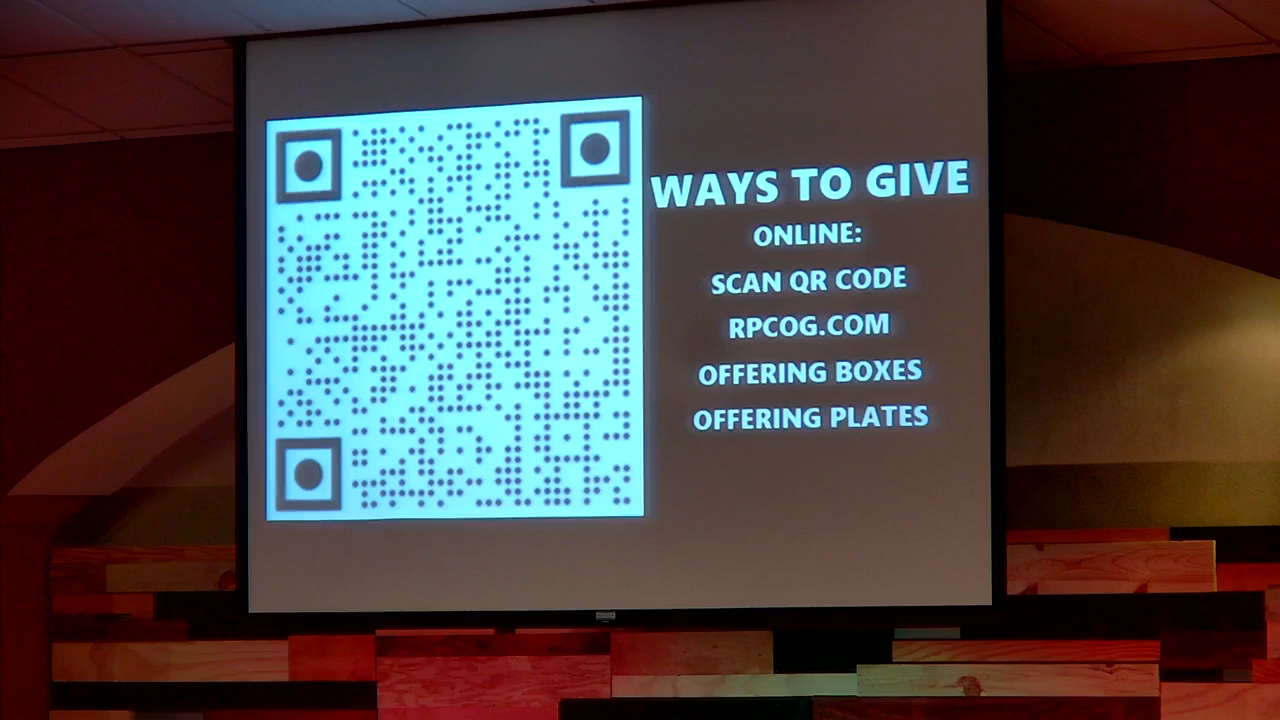 WAYS TO GIVE
ONLINE:
SCAN QR CODE
RPCOG.COM
OFFERING BOXES
OFFERING PLATES